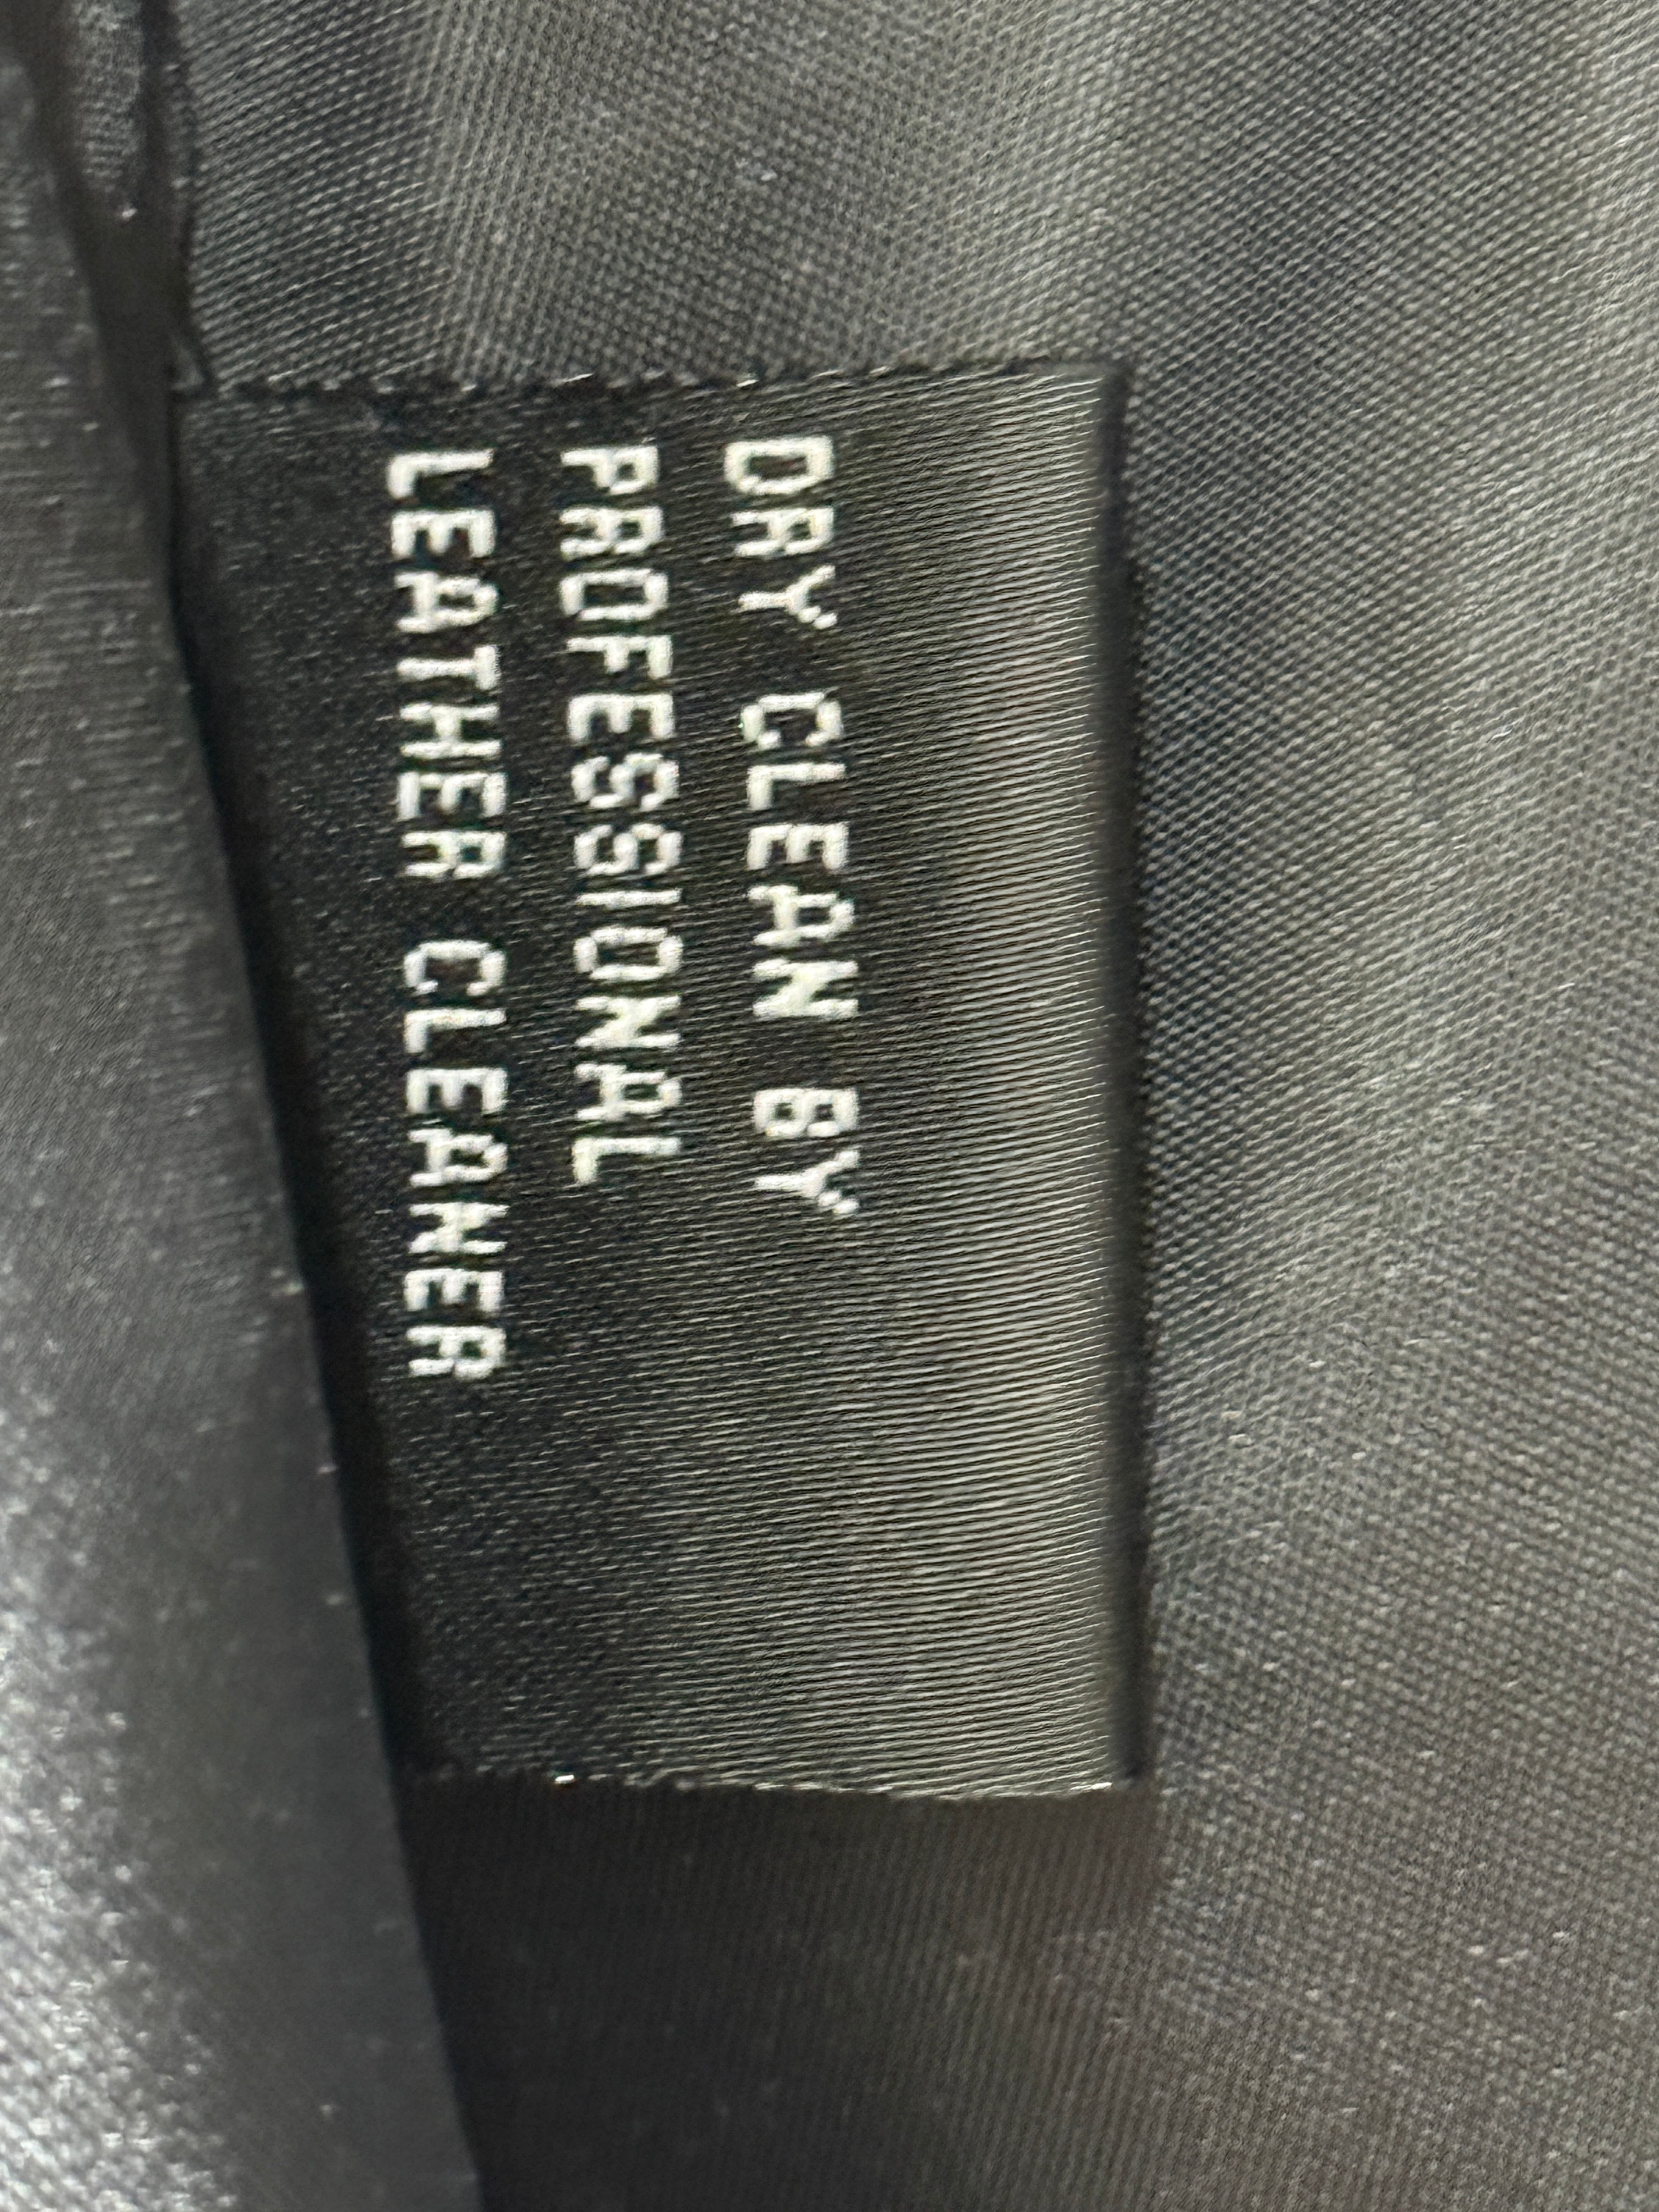 DRY CLEAN BY
PROFESSIONAL
LEATHER CLEANER